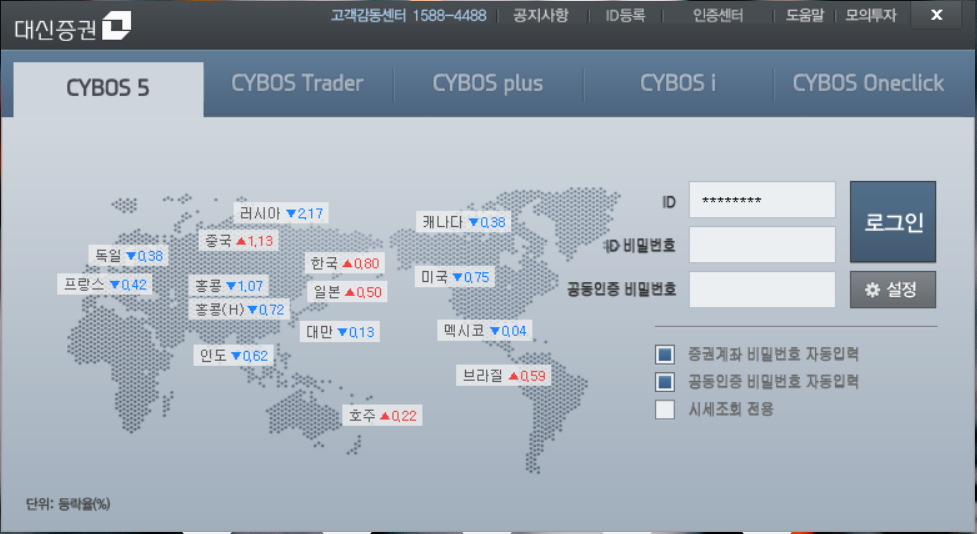 대신증권
고객감동센터 1588-4488 공지사항 ID등록 인증센터 도움말 모의투자 X
CYBOS 5 CYBOS Trader CYBOS plus CYBOS i CYBOS Oneclick
러시아 ▼2,17
중국 ▲1,13
독일 ▼0,38
한국 ▲0,80
프랑스 ▼0,42
홍콩 ▼1,07
일본 ▲0,50
홍콩(H) ▼0,72
대만 ▼0,13
인도 ▼0,62
호주 ▲0,22
캐나다 ▼0,38
미국 ▼0,75
멕시코 ▼0,04
브라질 ▲0,59
ID ********
ID 비밀번호
공동인증 비밀번호
로그인
설정
증권계좌 비밀번호 자동입력
공동인증 비밀번호 자동입력
시세조회 전용
단위: 등락율(%)